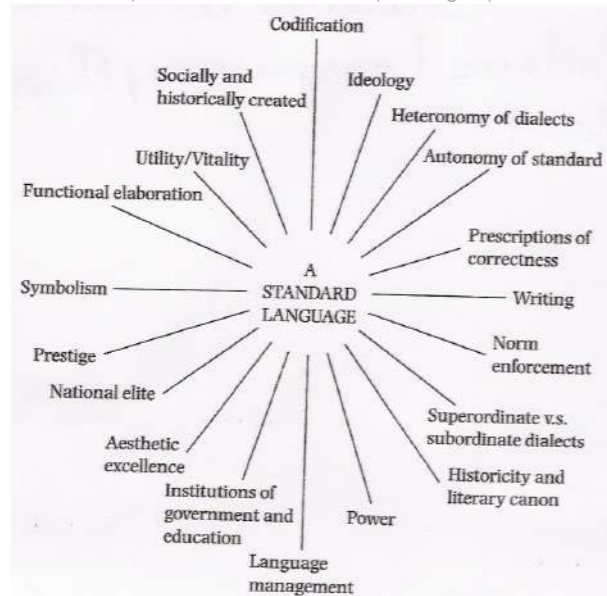 Codification
Socially and
historically created
Ideology
Heteronomy of dialects
Utility/Vitality
Autonomy of standard
Functional elaboration
Prescriptions of
correctness
A
STANDARD
LANGUAGE
Symbolism
Writing
Prestige
Norm
enforcement
National elite
Superordinate v.s.
subordinate dialects
Aesthetic
excellence
Historicity and
literary canon
Institutions of
government and
education
Power
Language
management